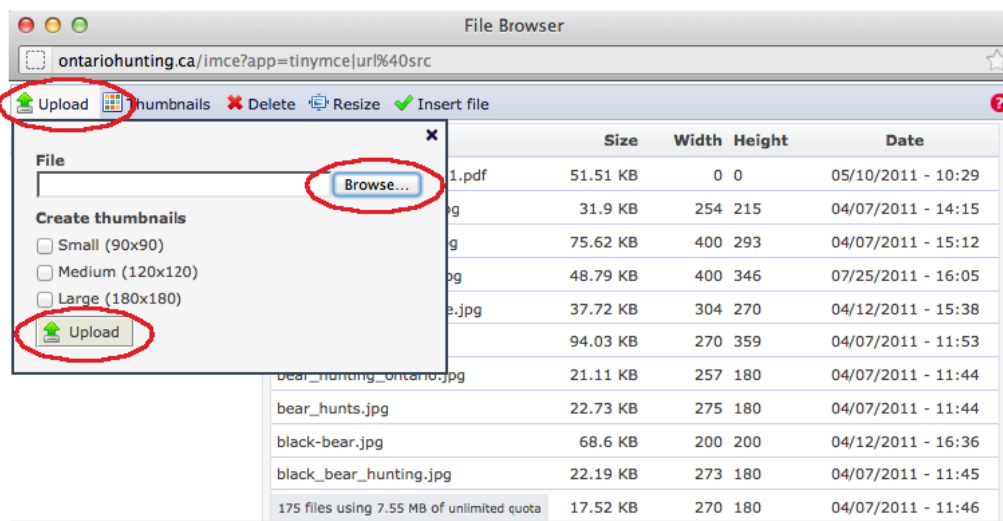 File Browser
ontariohunting.ca/imce?app=tinymce|url%40src
Upload Thumbnails Delete Resize Insert file ?
Size Width Height Date
File
1.pdf 51.51 KB 0 0 05/10/2011 - 10:29
Browse...
31.9 KB 254 215 04/07/2011 - 14:15
Create thumbnails
Small (90x90)
75.62 KB 400 293 04/07/2011 - 15:12
Medium (120x120)
48.79 KB 400 346 07/25/2011 - 16:05
Large (180x180)
e.jpg 37.72 KB 304 270 04/12/2011 - 15:38
Upload
94.03 KB 270 359 04/07/2011 - 11:53
bear_hunting_ontario.jpg 21.11 KB 257 180 04/07/2011 - 11:44
bear_hunts.jpg 22.73 KB 275 180 04/07/2011 - 11:44
black-bear.jpg 68.6 KB 200 200 04/12/2011 - 16:36
black_bear_hunting.jpg 22.19 KB 273 180 04/07/2011 - 11:45
175 files using 7.55 MB of unlimited quota 17.52 KB 270 180 04/07/2011 - 11:46